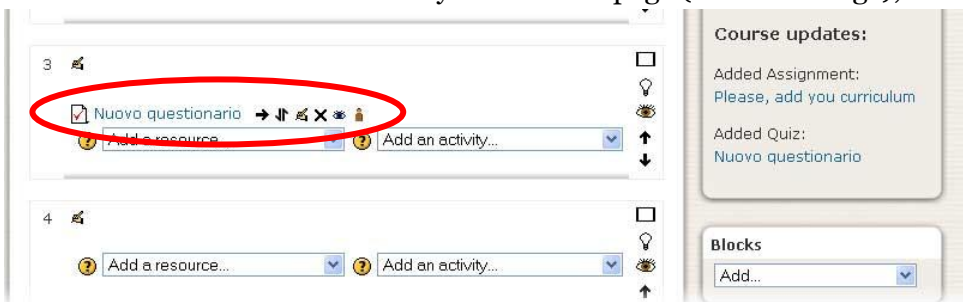 3
Nuovo questionario
Add a resource... Add an activity...
4
Add a resource... Add an activity...
Course updates:
Added Assignment:
Please, add you curriculum
Added Quiz:
Nuovo questionario
Blocks
Add...